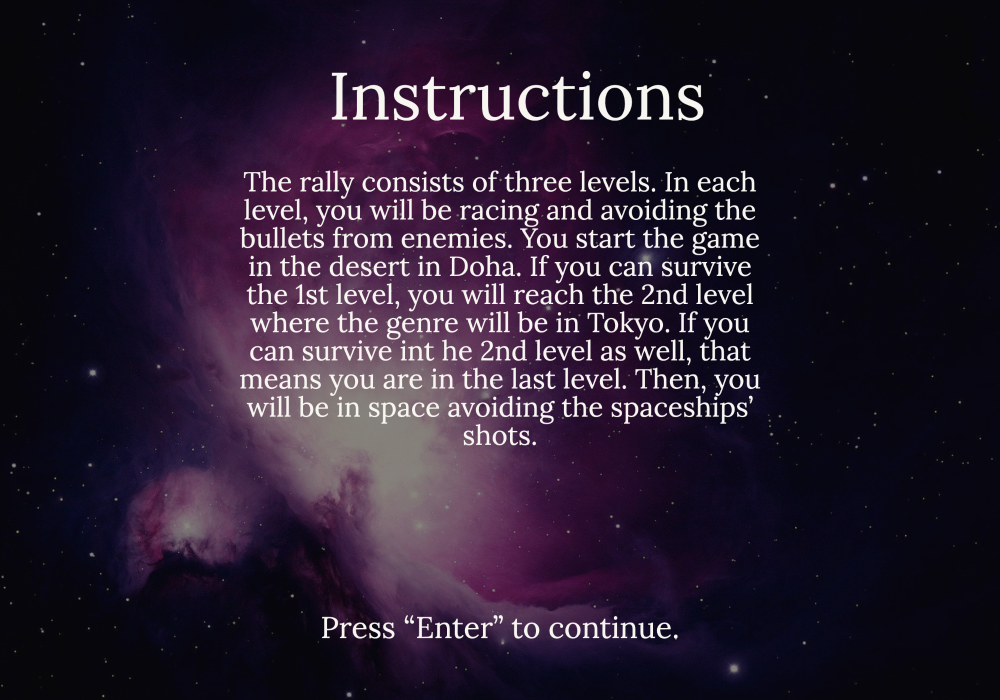 Instructions
The rally consists of three levels. In each
level, you will be racing and avoiding the
bullets from enemies. You start the game
in the desert in Doha. If you can survive
the 1st level, you will reach the 2nd level
where the genre will be in Tokyo. If you
can survive int he 2nd level as well, that
means you are in the last level. Then, you
will be in space avoiding the spaceships’
shots.
Press “Enter” to continue.